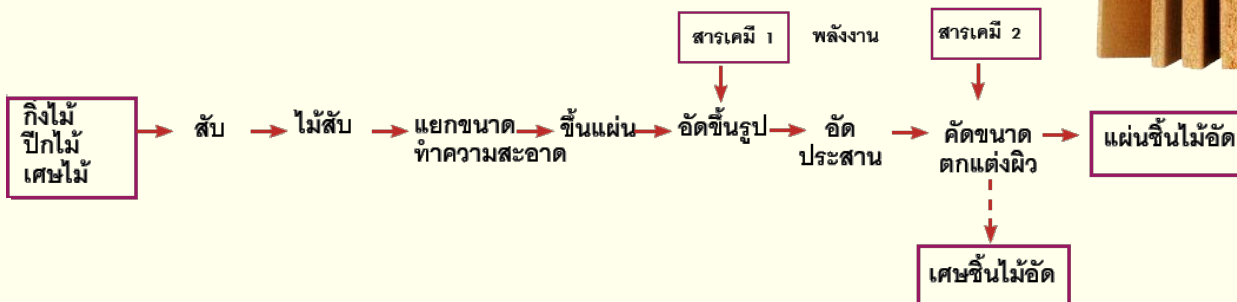 สารเคมี 1
พลังงาน
สารเคมี 2
กิ่งไม้
ปีกไม้
เศษไม้
สับ
ไม้สับ
แยกขนาด
ทำความสะอาด
ขึ้นแผ่น
อัดขึ้นรูป
อัด
ประสาน
คัดขนาด
ตกแต่งผิว
แผ่นชิ้นไม้อัด
เศษชิ้นไม้อัด